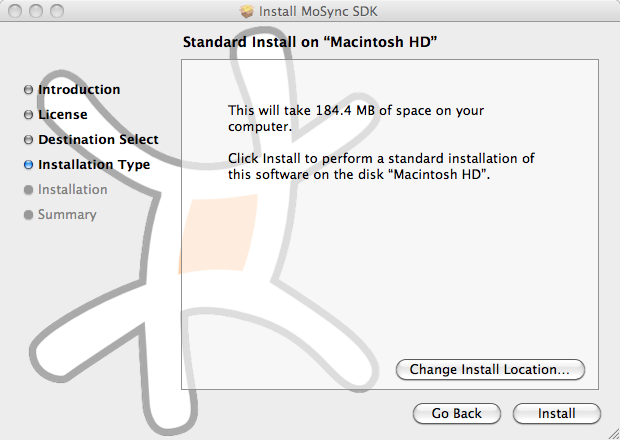 Install MoSync SDK
Standard Install on “Macintosh HD”
Introduction
License
Destination Select
Installation Type
Installation
Summary
This will take 184.4 MB of space on your
computer.
Click Install to perform a standard installation of
this software on the disk “Macintosh HD”.
Change Install Location...
Go Back
Install